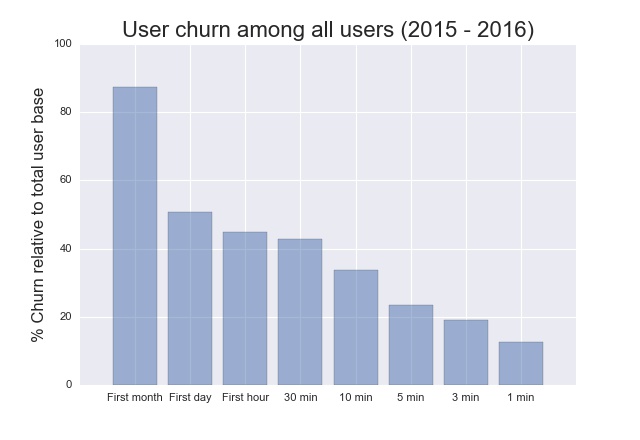 User churn among all users (2015 - 2016)
% Churn relative to total user base
100
80
60
40
20
0
First month First day First hour 30 min 10 min 5 min 3 min 1 min